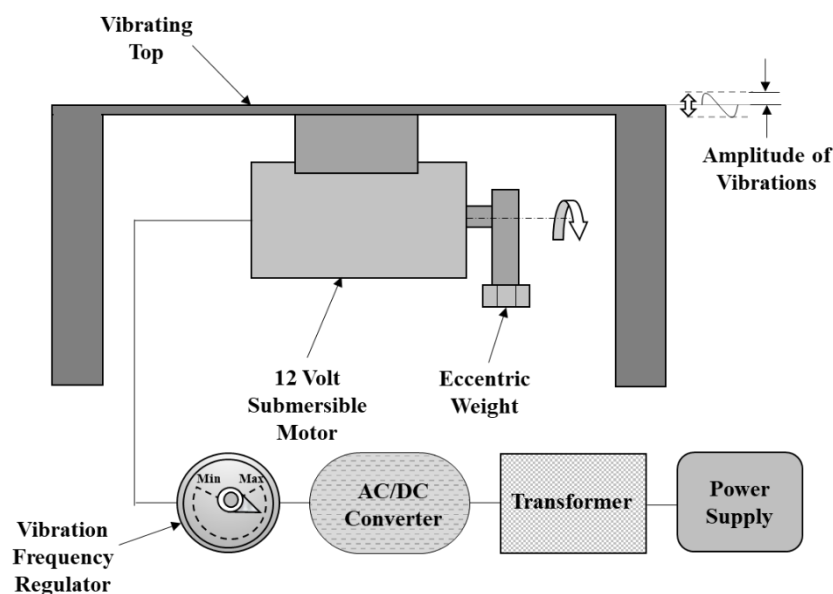 Vibrating
Top
Amplitude of
Vibrations
12 Volt
Submersible
Motor
Eccentric
Weight
Min Max
AC/DC
Converter
Transformer
Power
Supply
Vibration
Frequency
Regulator